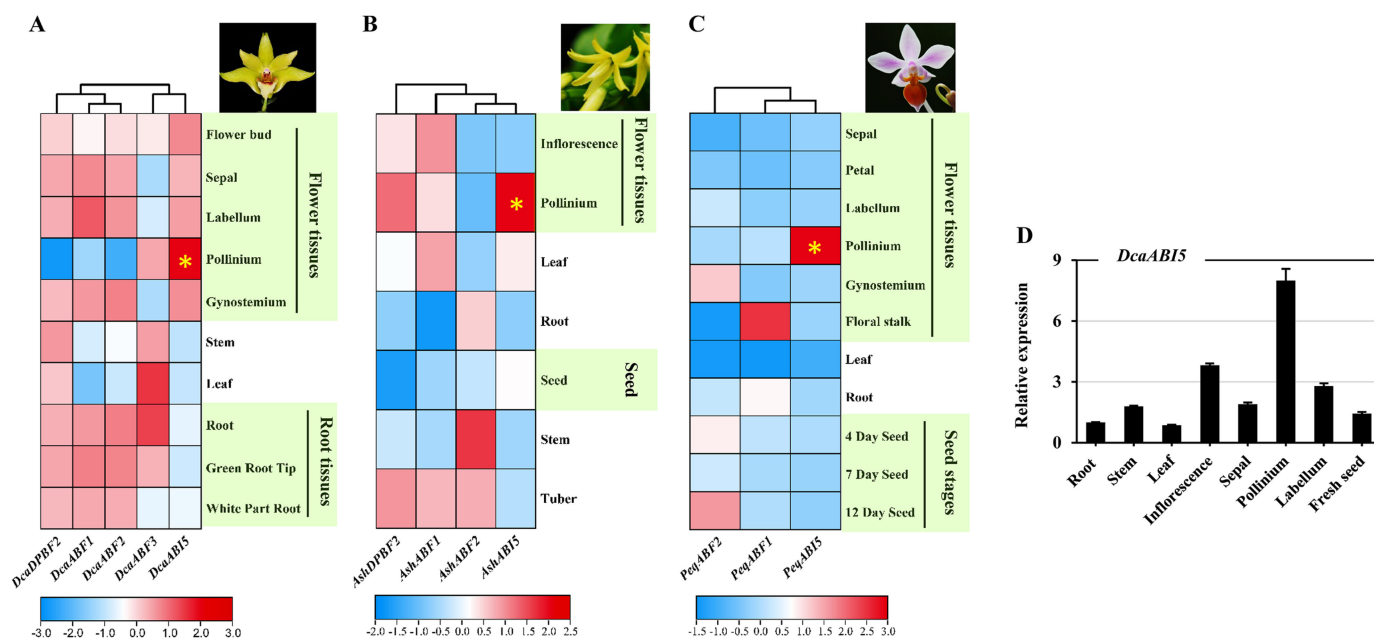 A
Flower bud
Sepal
Labellum
Pollinium
*
Gynostemium
Stem
Leaf
Root
Green Root Tip
White Part Root
Flower tissues
Root tissues
DcaDPBF2
DcaABF1
DcaABF2
DcaABF3
DcaABI5
-3.0 -2.0 -1.0 0.0 1.0 2.0 3.0
B
Inflorescence
Pollinium
*
Leaf
Root
Seed
Stem
Tuber
Flower tissues
Seed
AshDPBF2
AshABF1
AshABF2
AshABI5
-2.0 -1.5 -1.0 -0.5 0.0 0.5 1.0 1.5 2.0 2.5
C
Sepal
Petal
Labellum
Pollinium
*
Gynostemium
Floral stalk
Leaf
Root
4 Day Seed
7 Day Seed
12 Day Seed
Flower tissues
Seed stages
PeqABF2
PeqABF1
PeqABI5
-1.5 -1.0 -0.5 0.0 0.5 1.0 1.5 2.0 2.5 3.0
D
DcaABI5
Relative expression
9
6
3
0
Root
Stem
Leaf
Inflorescence
Sepal
Pollinium
Labellum
Fresh seed